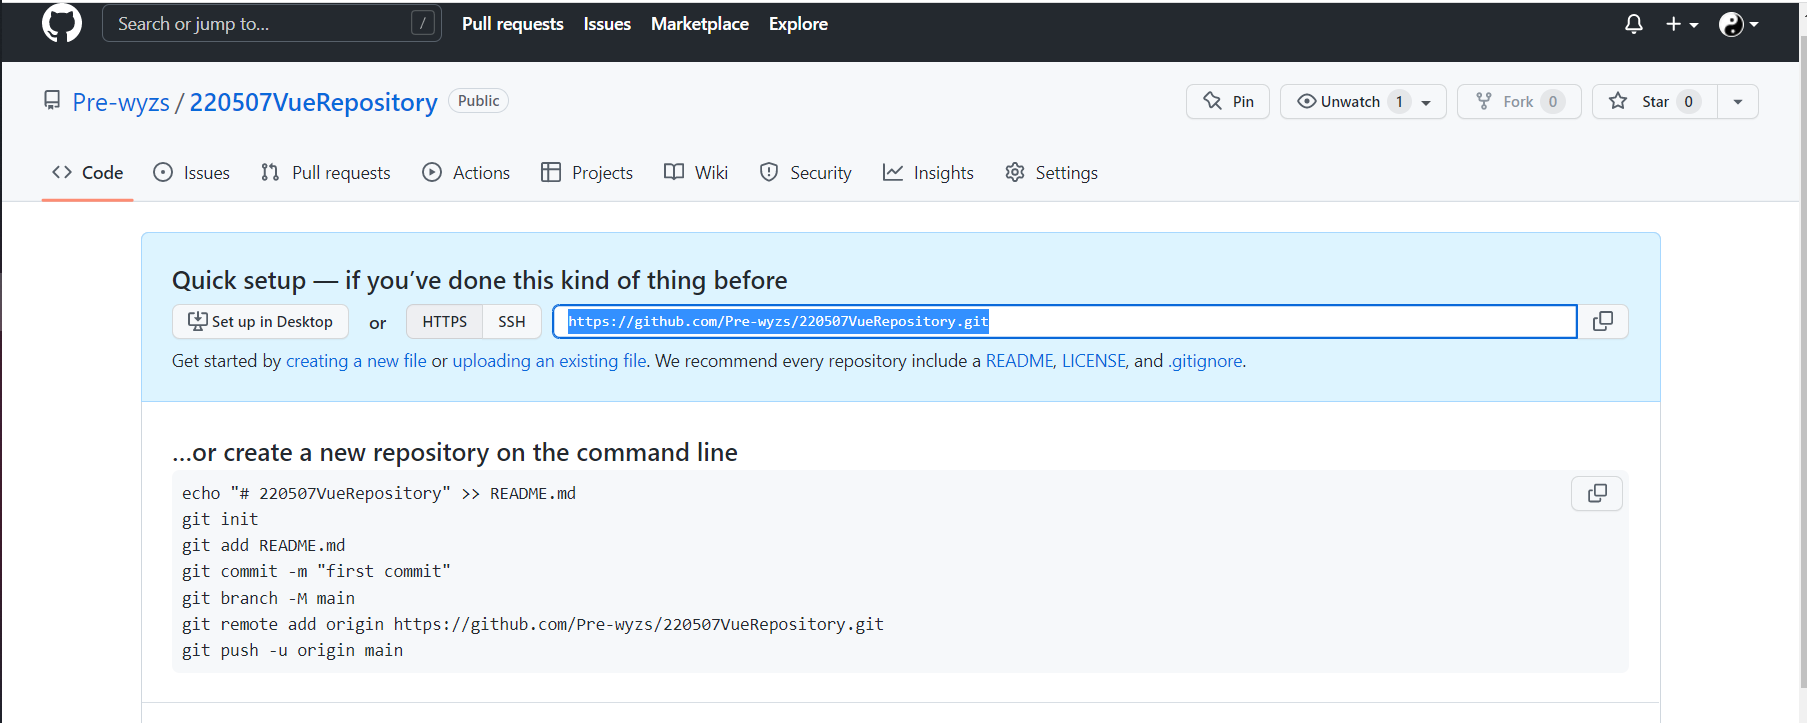 Search or jump to... / Pull requests Issues Marketplace Explore
Pre-wyzs / 220507VueRepository Public Pin Unwatch 1 Fork 0 Star 0
Code Issues Pull requests Actions Projects Wiki Security Insights Settings
Quick setup — if you’ve done this kind of thing before
Set up in Desktop or HTTPS SSH https://github.com/Pre-wyzs/220507VueRepository.git
Get started by creating a new file or uploading an existing file. We recommend every repository include a README, LICENSE, and .gitignore.
…or create a new repository on the command line
echo "# 220507VueRepository" >> README.md
git init
git add README.md
git commit -m "first commit"
git branch -M main
git remote add origin https://github.com/Pre-wyzs/220507VueRepository.git
git push -u origin main